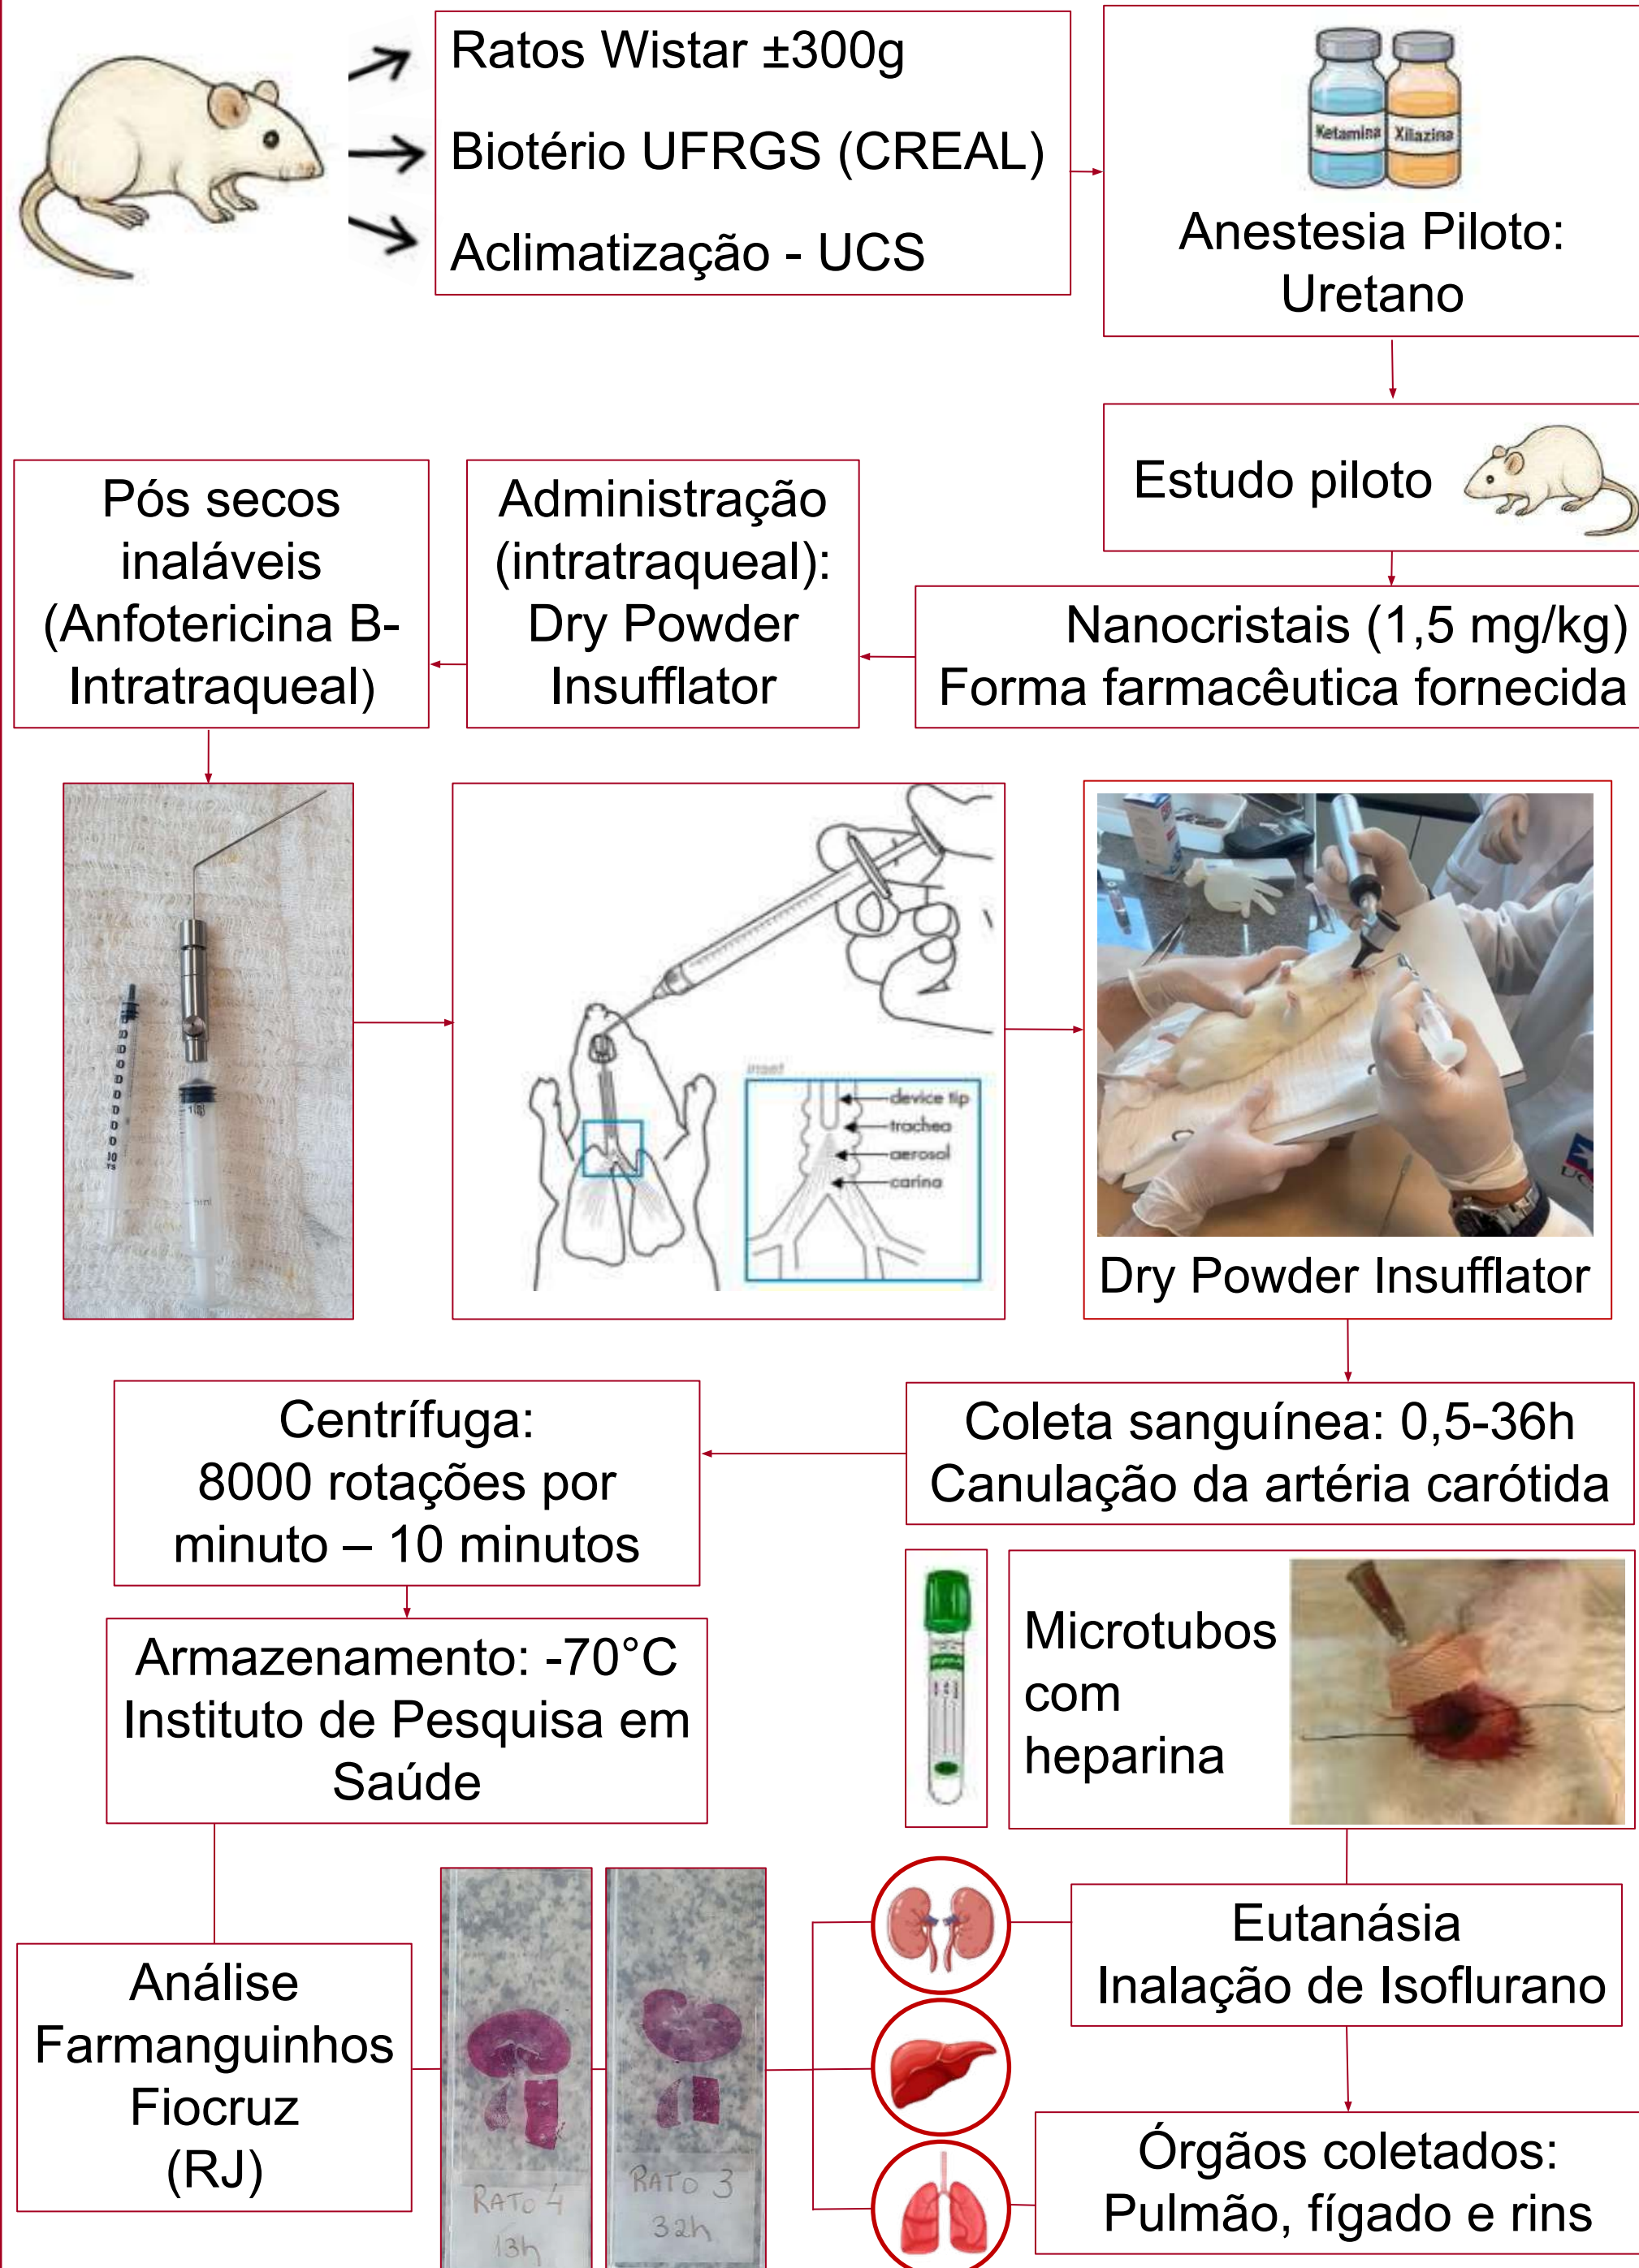 Ratos Wistar ±300g
Biotério UFRGS (CREAL)
Aclimatização - UCS
Ketamina
Xilazina
Anestesia Piloto:
Uretano
Estudo piloto
Nanocristais (1,5 mg/kg)
Forma farmacêutica fornecida
Administração
(intratraqueal):
Dry Powder
Insufflator
Pós secos
inaláveis
(Anfotericina B-
Intratraqueal)
inset
device tip
trachea
aerosol
carina
Dry Powder Insufflator
Coleta sanguínea: 0,5-36h
Canulação da artéria carótida
Centrífuga:
8000 rotações por
minuto – 10 minutos
Microtubos
com
heparina
Armazenamento: -70°C
Instituto de Pesquisa em
Saúde
Eutanásia
Inalação de Isoflurano
Órgãos coletados:
Pulmão, fígado e rins
RATO 3
32h
RATO 4
13h
Análise
Farmanguinhos
Fiocruz
(RJ)